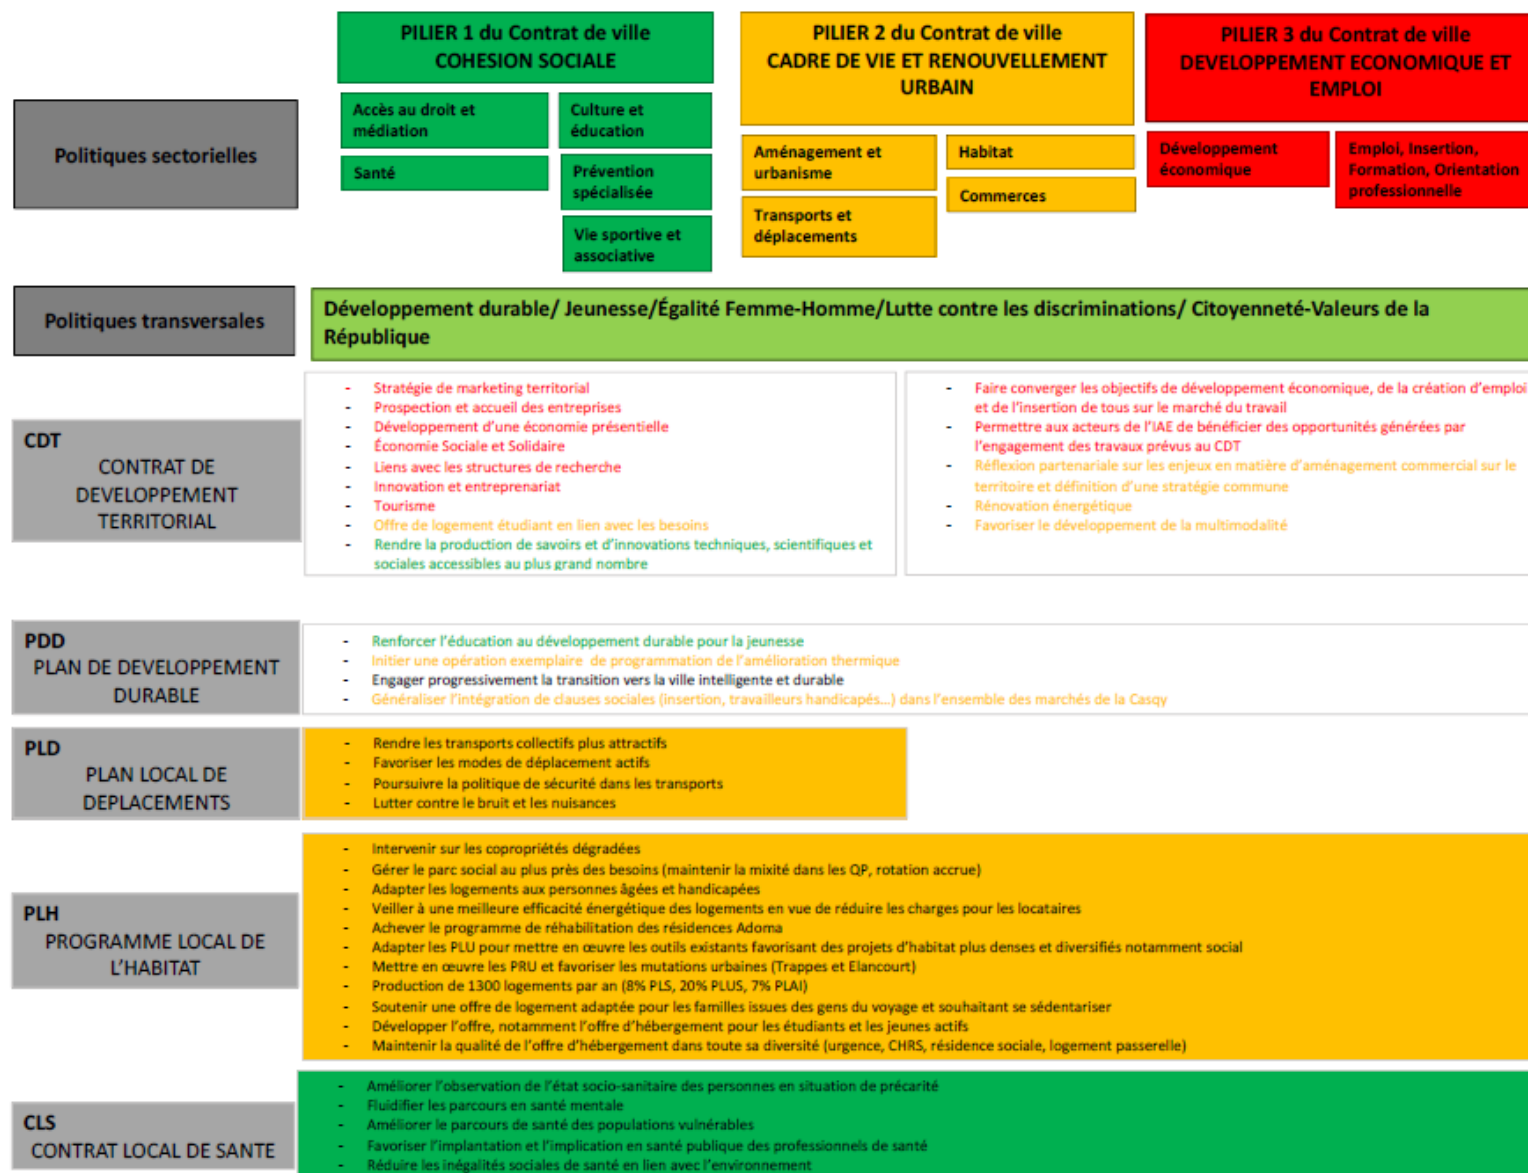 PILIER 1 du Contrat de ville
COHESION SOCIALE
PILIER 2 du Contrat de ville
CADRE DE VIE ET RENOUVELLEMENT
URBAIN
PILIER 3 du Contrat de ville
DEVELOPPEMENT ECONOMIQUE ET
EMPLOI
Politiques sectorielles
Accès au droit et
médiation
Santé
Culture et
éducation
Prévention
spécialisée
Vie sportive et
associative
Aménagement et
urbanisme
Transports et
déplacements
Habitat
Commerces
Développement
économique
Emploi, Insertion,
Formation, Orientation
professionnelle
Politiques transversales
Développement durable/ Jeunesse/Égalité Femme-Homme/Lutte contre les discriminations/ Citoyenneté-Valeurs de la
République
CDT
CONTRAT DE
DEVELOPPEMENT
TERRITORIAL
- Stratégie de marketing territorial
- Prospection et accueil des entreprises
- Développement d'une économie présentielle
- Économie Sociale et Solidaire
- Liens avec les structures de recherche
- Innovation et entreprenariat
- Tourisme
- Offre de logement étudiant en lien avec les besoins
- Rendre la production de savoirs et d'innovations techniques, scientifiques et
sociales accessibles au plus grand nombre
- Faire converger les objectifs de développement économique, de la création d'emploi
et de l'insertion de tous sur le marché du travail
- Permettre aux acteurs de l'IAE de bénéficier des opportunités générées par
l'engagement des travaux prévus au CDT
- Réflexion partenariale sur les enjeux en matière d'aménagement commercial sur le
territoire et définition d'une stratégie commune
- Rénovation énergétique
- Favoriser le développement de la multimodalité
PDD
PLAN DE DEVELOPPEMENT
DURABLE
- Renforcer l'éducation au développement durable pour la jeunesse
- Initier une opération exemplaire de programmation de l'amélioration thermique
- Engager progressivement la transition vers la ville intelligente et durable
- Généraliser l'intégration de clauses sociales (insertion, travailleurs handicapés...) dans l'ensemble des marchés de la Casqy
PLD
PLAN LOCAL DE
DEPLACEMENTS
- Rendre les transports collectifs plus attractifs
- Favoriser les modes de déplacement actifs
- Poursuivre la politique de sécurité dans les transports
- Lutter contre le bruit et les nuisances
PLH
PROGRAMME LOCAL DE
L'HABITAT
- Intervenir sur les copropriétés dégradées
- Gérer le parc social au plus près des besoins (maintenir la mixité dans les QP, rotation accrue)
- Adapter les logements aux personnes âgées et handicapées
- Veiller à une meilleure efficacité énergétique des logements en vue de réduire les charges pour les locataires
- Achever le programme de réhabilitation des résidences Adoma
- Adapter les PLU pour mettre en œuvre les outils existants favorisant des projets d'habitat plus denses et diversifiés notamment social
- Mettre en œuvre les PRU et favoriser les mutations urbaines (Trappes et Elancourt)
- Production de 1300 logements par an (8% PLS, 20% PLUS, 7% PLAI)
- Soutenir une offre de logement adaptée pour les familles issues des gens du voyage et souhaitant se sédentariser
- Développer l'offre, notamment l'offre d'hébergement pour les étudiants et les jeunes actifs
- Maintenir la qualité de l'offre d'hébergement dans toute sa diversité (urgence, CHRS, résidence sociale, logement passerelle)
CLS
CONTRAT LOCAL DE SANTE
- Améliorer l'observation de l'état socio-sanitaire des personnes en situation de précarité
- Fluidifier les parcours en santé mentale
- Améliorer le parcours de santé des populations vulnérables
- Favoriser l'implantation et l'implication en santé publique des professionnels de santé
- Réduire les inégalités sociales de santé en lien avec l'environnement